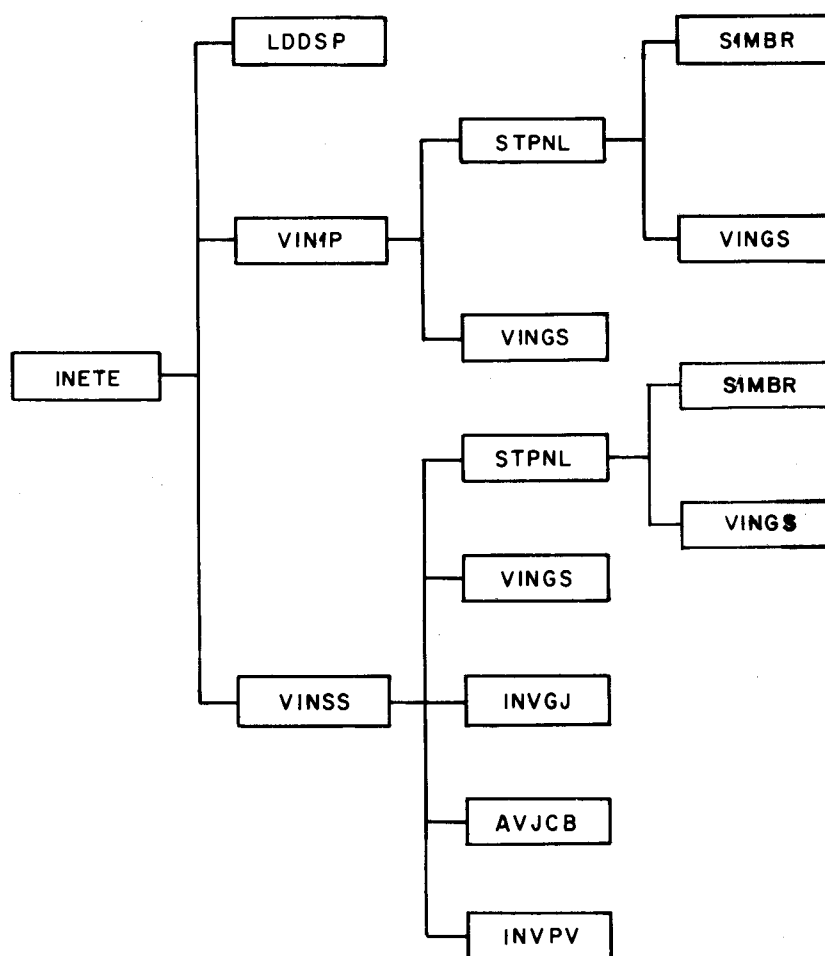 LDDSP
S1MBR
STPNL
VIN1P
VINGS
VINGS
INETE
S1MBR
STPNL
VINGS
VINGS
VINSS
INVGJ
AVJCB
INVPV